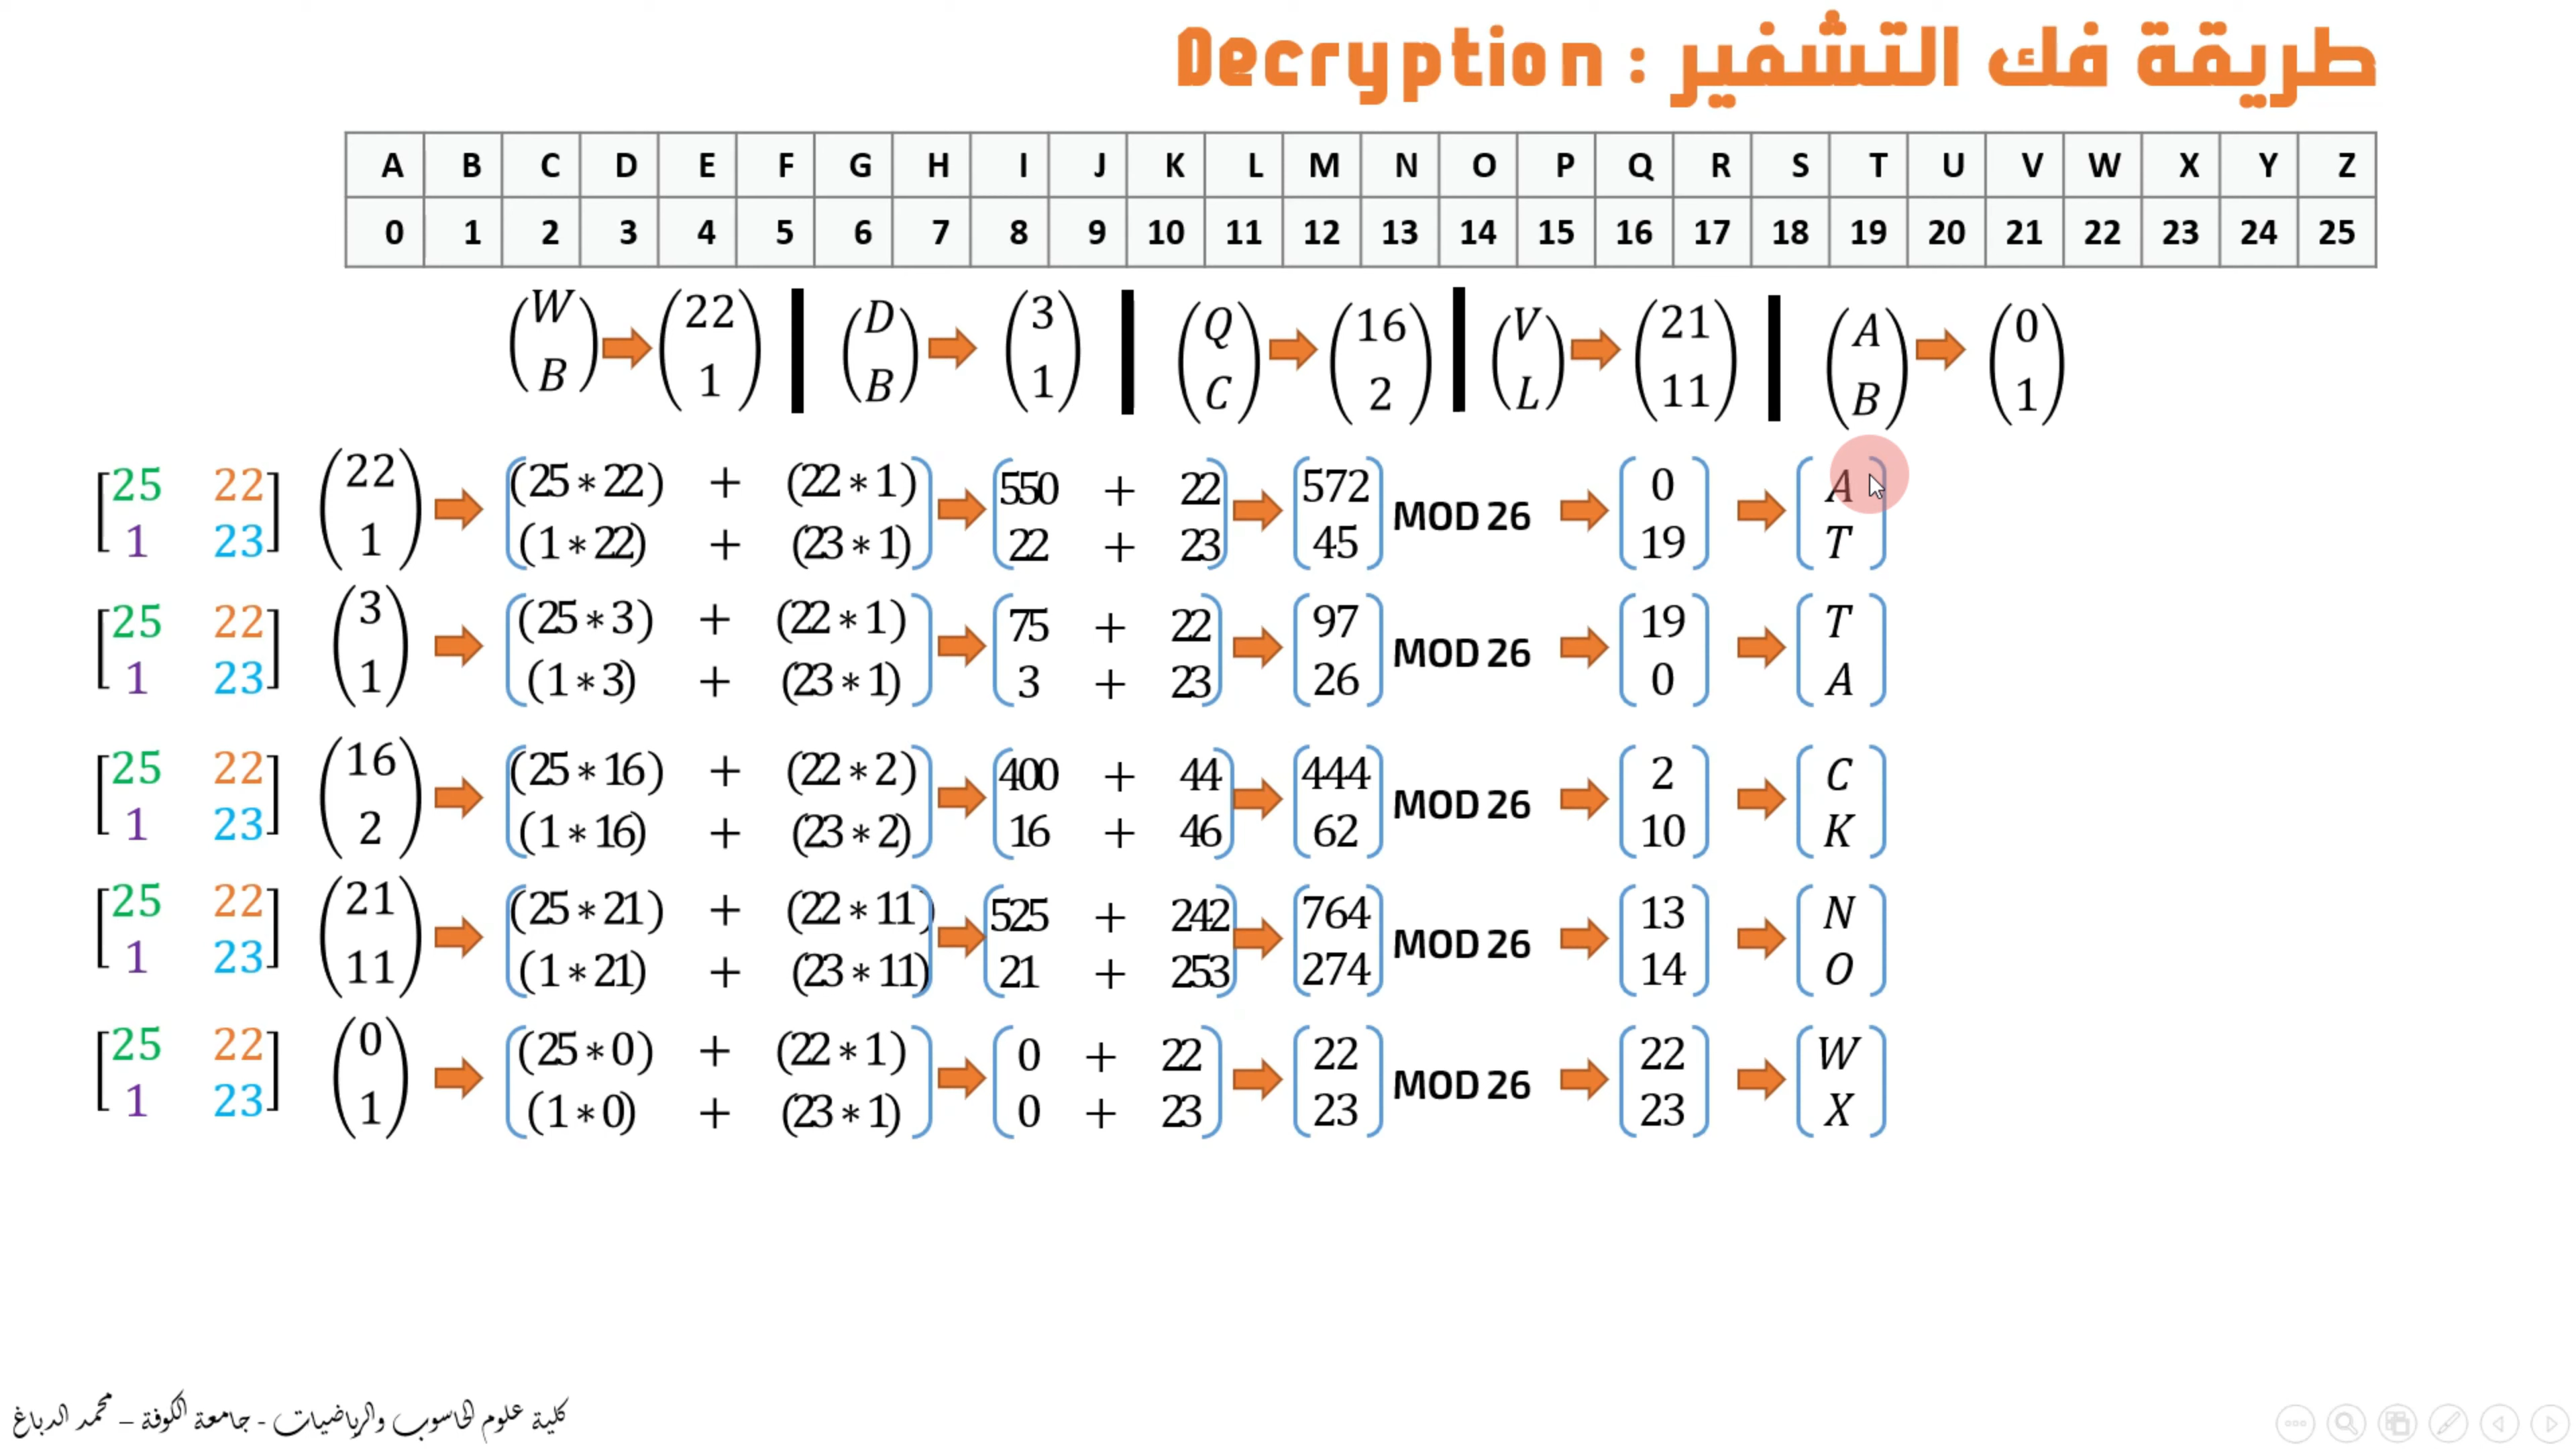 طريقة فك التشفير : Decryption
A B C D E F G H I J K L M N O P Q R S T U V W X Y Z
0 1 2 3 4 5 6 7 8 9 10 11 12 13 14 15 16 17 18 19 20 21 22 23 24 25
W 22 D 3 Q 16 V 21 A 0
B 1 B 1 C 2 L 11 B 1
25 22 22 (25*22) + (22*1) 550 + 22 572 MOD 26 0 A
1 23 1 (1*22) + (23*1) 22 + 23 45 19 T
25 22 3 (25*3) + (22*1) 75 + 22 97 MOD 26 19 T
1 23 1 (1*3) + (23*1) 3 + 23 26 0 A
25 22 16 (25*16) + (22*2) 400 + 44 444 MOD 26 2 C
1 23 2 (1*16) + (23*2) 16 + 46 62 10 K
25 22 21 (25*21) + (22*11) 525 + 242 764 MOD 26 13 N
1 23 11 (1*21) + (23*11) 21 + 253 274 14 O
25 22 0 (25*0) + (22*1) 0 + 22 22 MOD 26 22 W
1 23 1 (1*0) + (23*1) 0 + 23 23 23 X
كلية علوم الحاسوب والرياضيات - جامعة الكوفة – محمد الدباغ